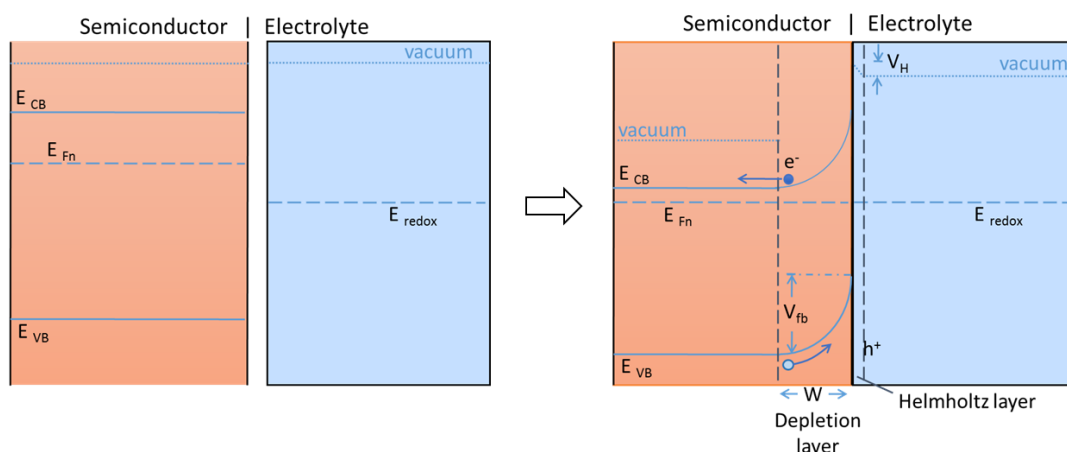 Semiconductor | Electrolyte
vacuum
E CB
E Fn
E redox
E VB
Semiconductor | Electrolyte
V H
vacuum
vacuum
e-
E CB
E Fn
E redox
V fb
h+
E VB
W
Helmholtz layer
Depletion
layer